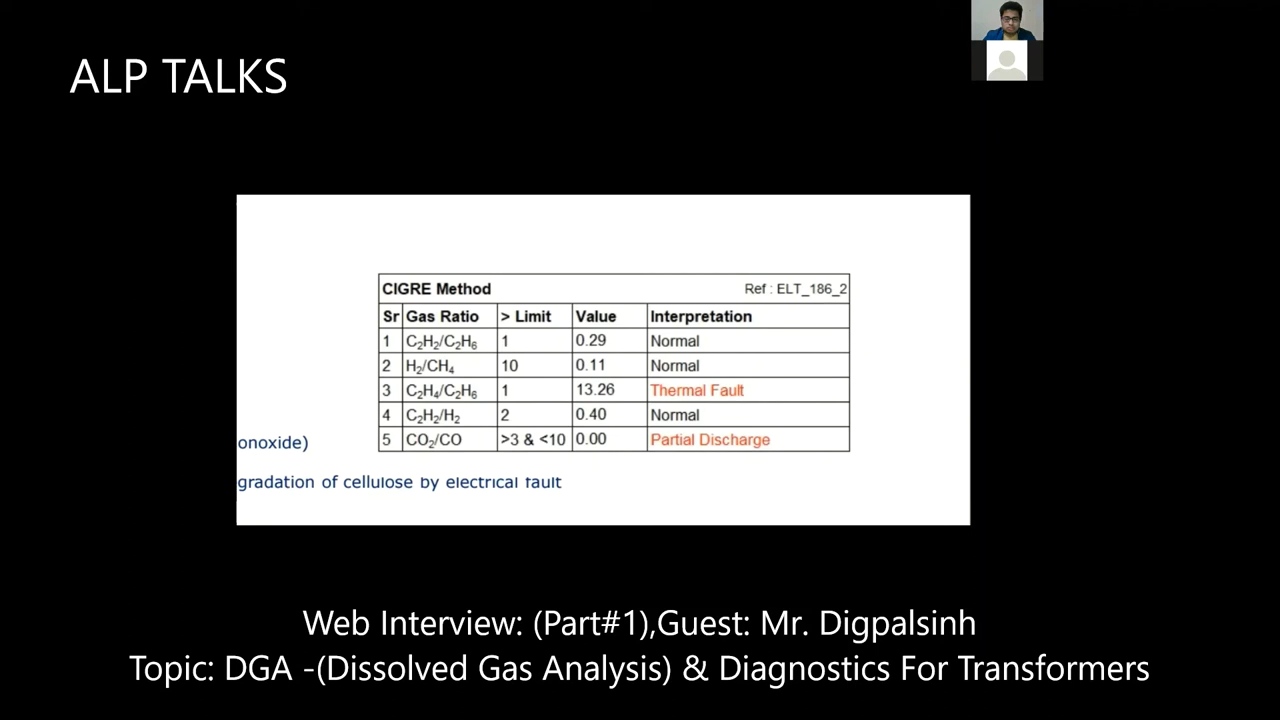 ALP TALKS
CIGRE Method Ref : ELT_186_2
Sr Gas Ratio > Limit Value Interpretation
1 C₂H₂/C₂H₆ 1 0.29 Normal
2 H₂/CH₄ 10 0.11 Normal
3 C₂H₄/C₂H₆ 1 13.26 Thermal Fault
4 C₂H₂/H₂ 2 0.40 Normal
5 CO₂/CO >3 & <10 0.00 Partial Discharge
onoxide)
gradation of cellulose by electrical fault
Web Interview: (Part#1),Guest: Mr. Digpalsinh
Topic: DGA -(Dissolved Gas Analysis) & Diagnostics For Transformers